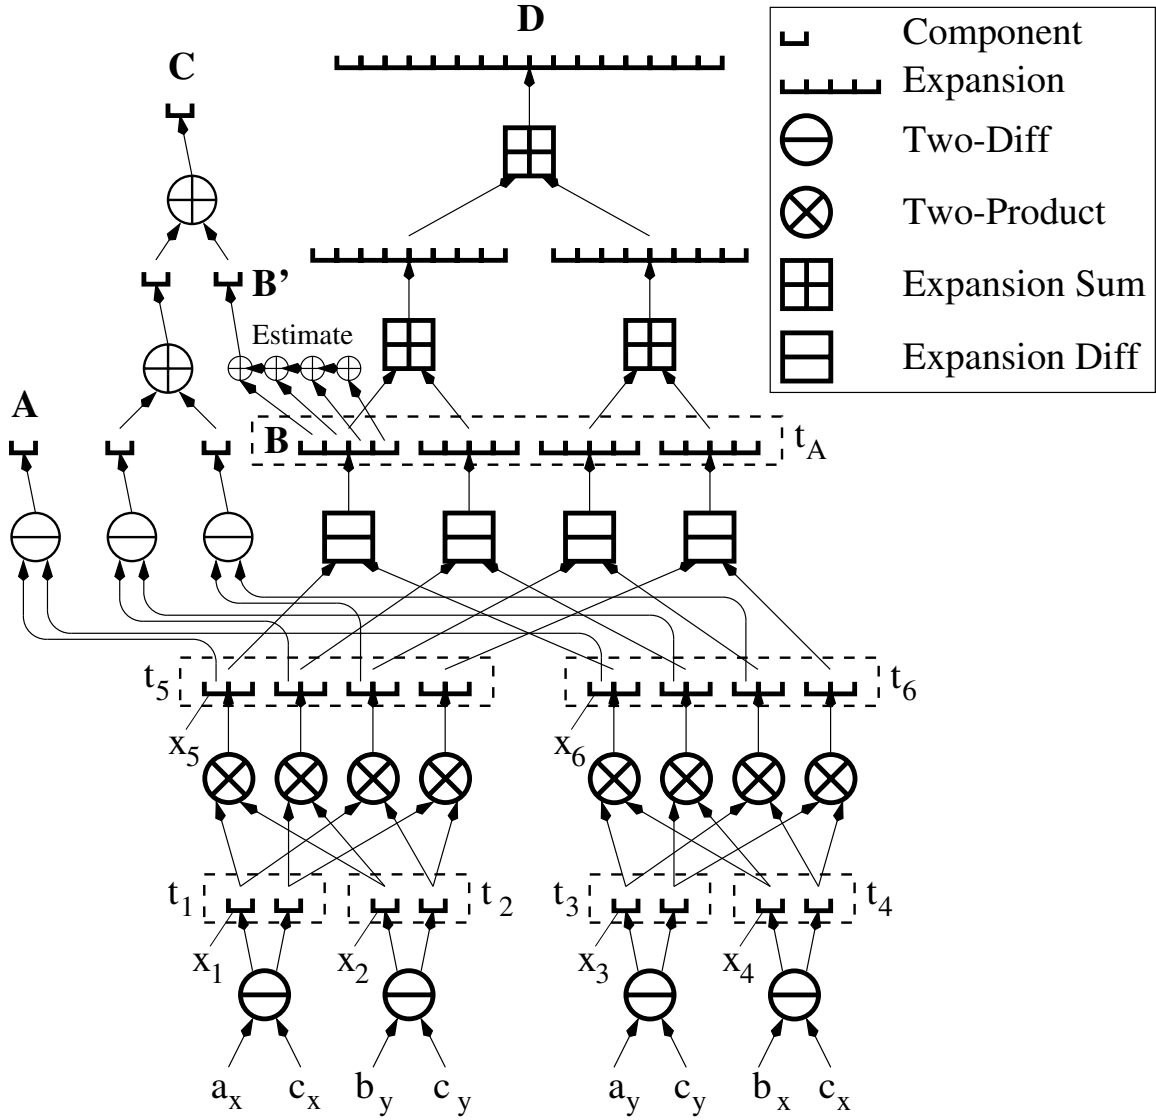 D
C
Component
Expansion
Two-Diff
Two-Product
Expansion Sum
Expansion Diff
B’
Estimate
A
B
t_A
t_5
t_6
x_5
x_6
t_1
t_2
t_3
t_4
x_1
x_2
x_3
x_4
a_x c_x b_y c_y a_y c_y b_x c_x